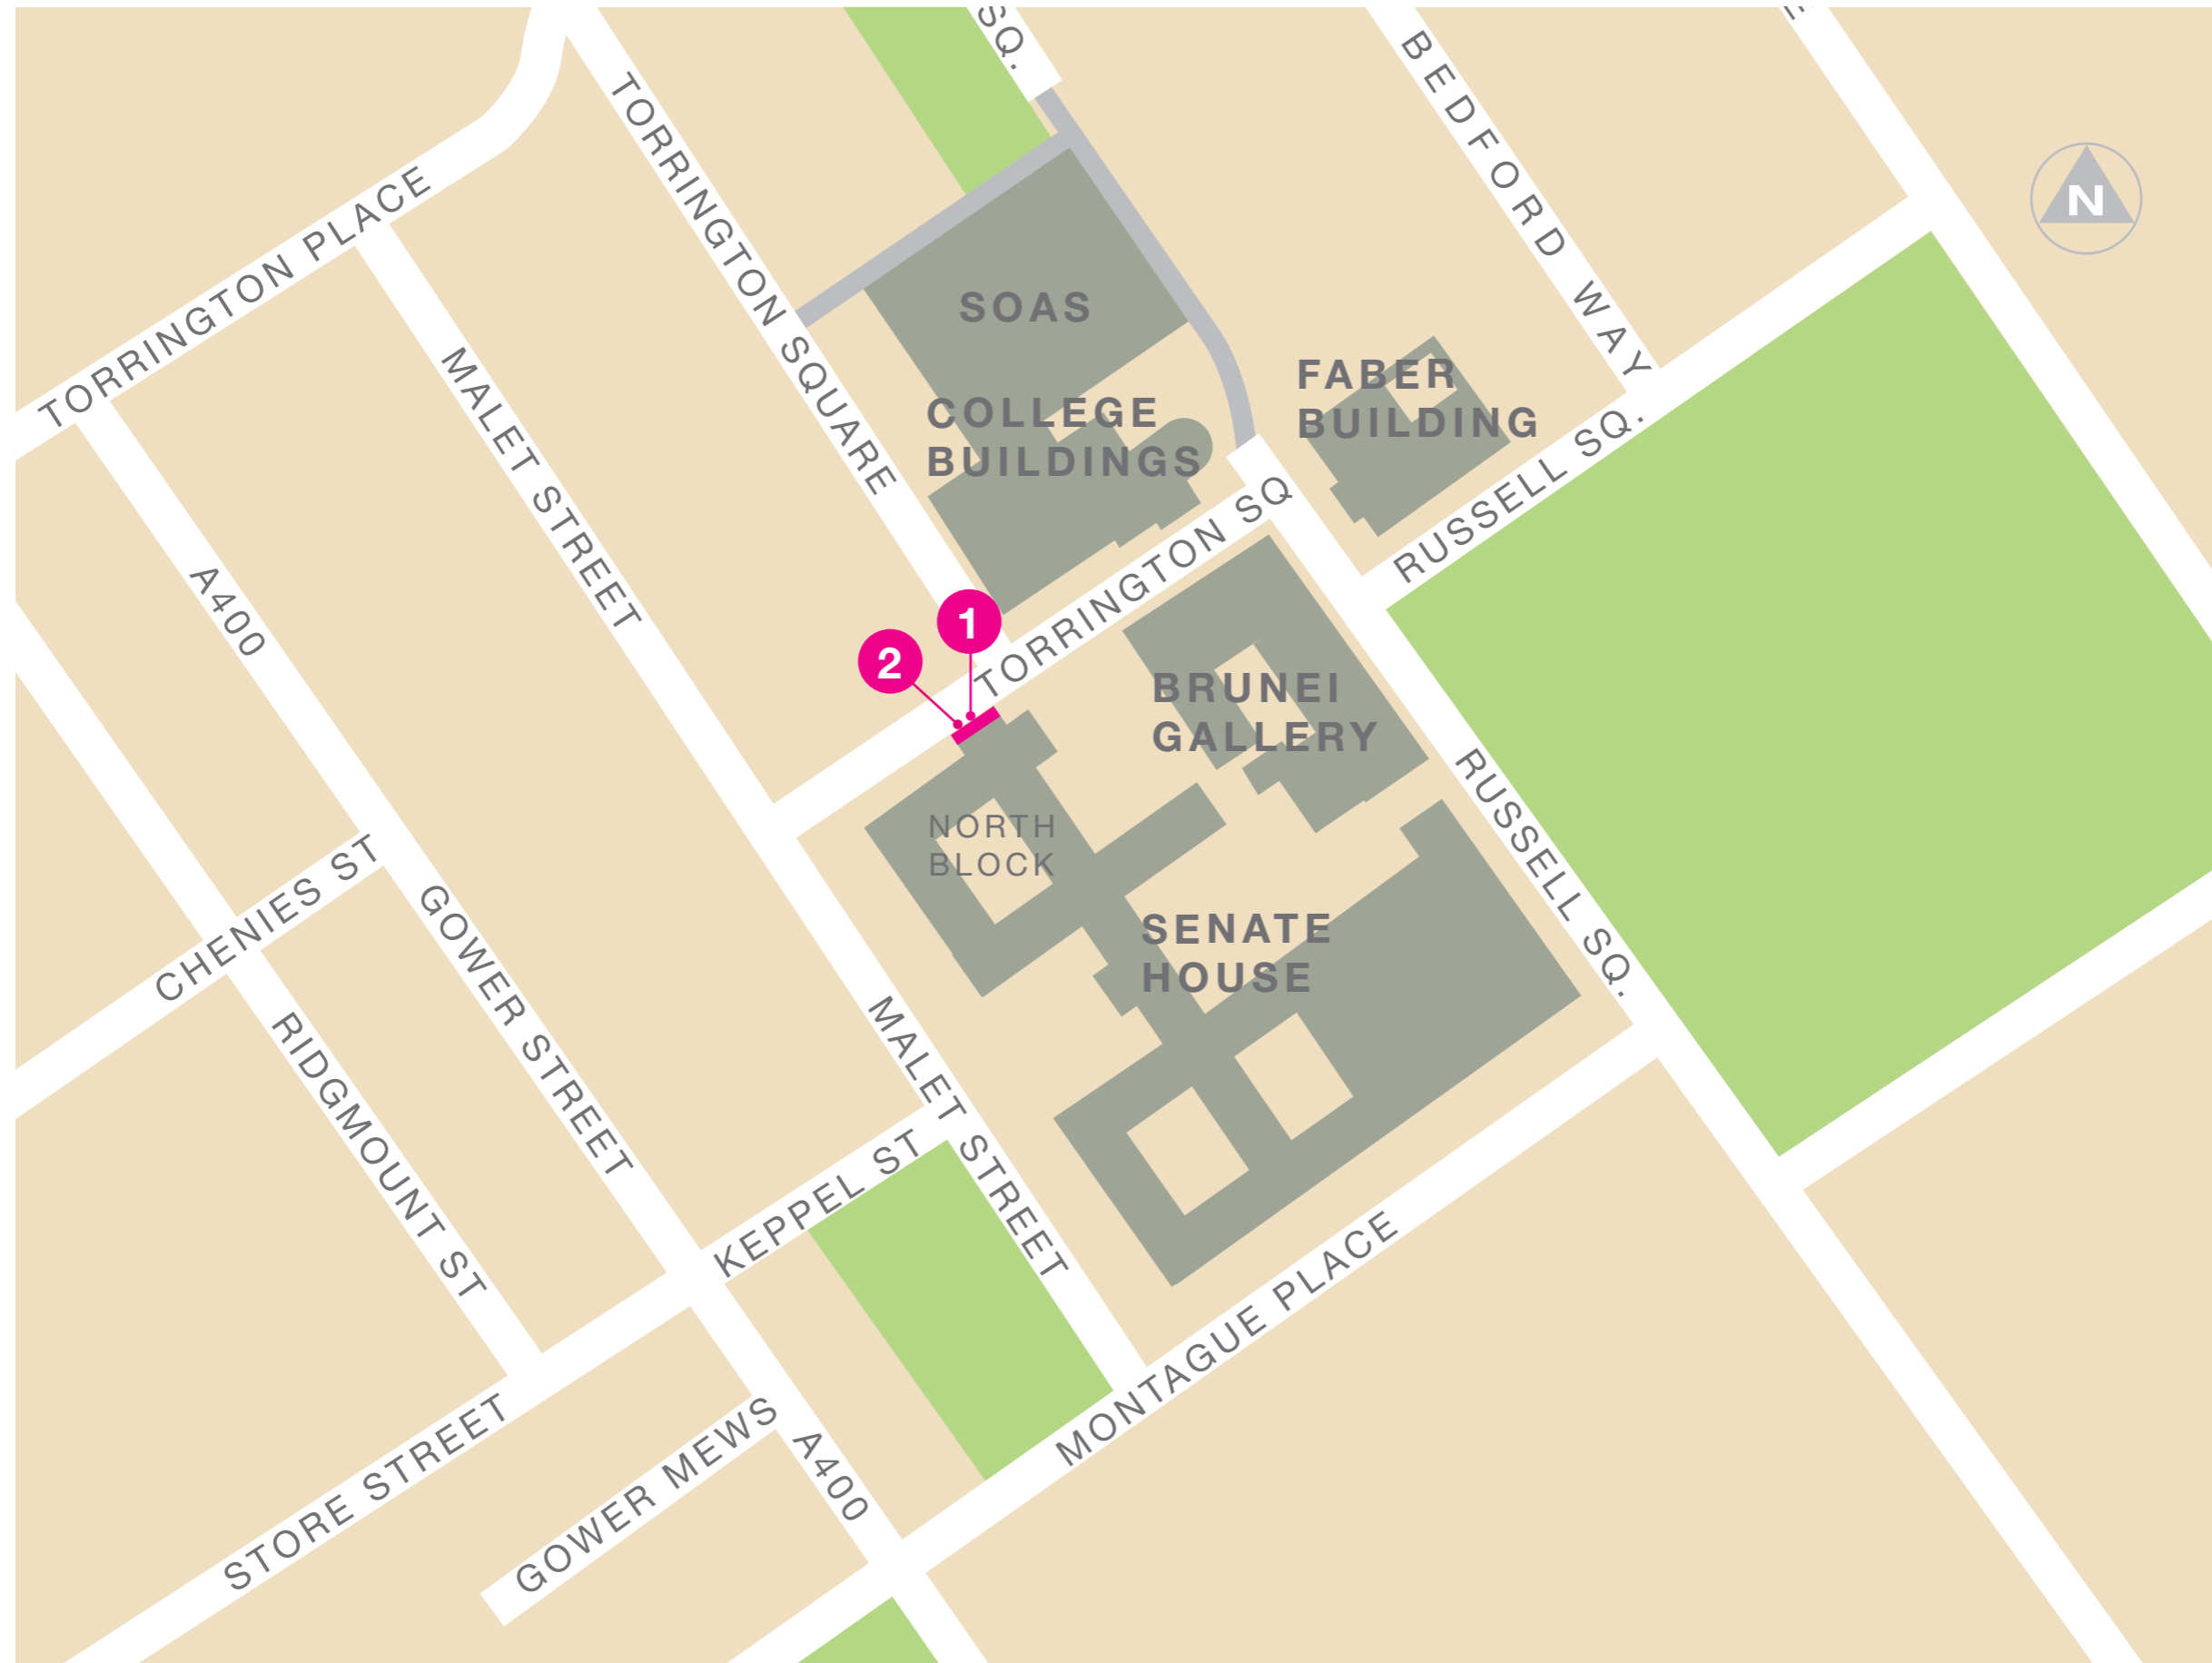 SQ.
BEDFORD WAY
TORRINGTON PLACE
TORRINGTON SQUARE
N
MALET STREET
SOAS
FABER
BUILDING
COLLEGE
BUILDINGS
RUSSELL SQ.
TORRINGTON SQ
A400
1
2
BRUNEI
GALLERY
NORTH
BLOCK
RUSSELL SQ.
CHENIES ST
GOWER STREET
SENATE
HOUSE
RIDGMOUNT ST
MALET STREET
KEPPEL ST
MONTAGUE PLACE
STORE STREET
GOWER MEWS
A400